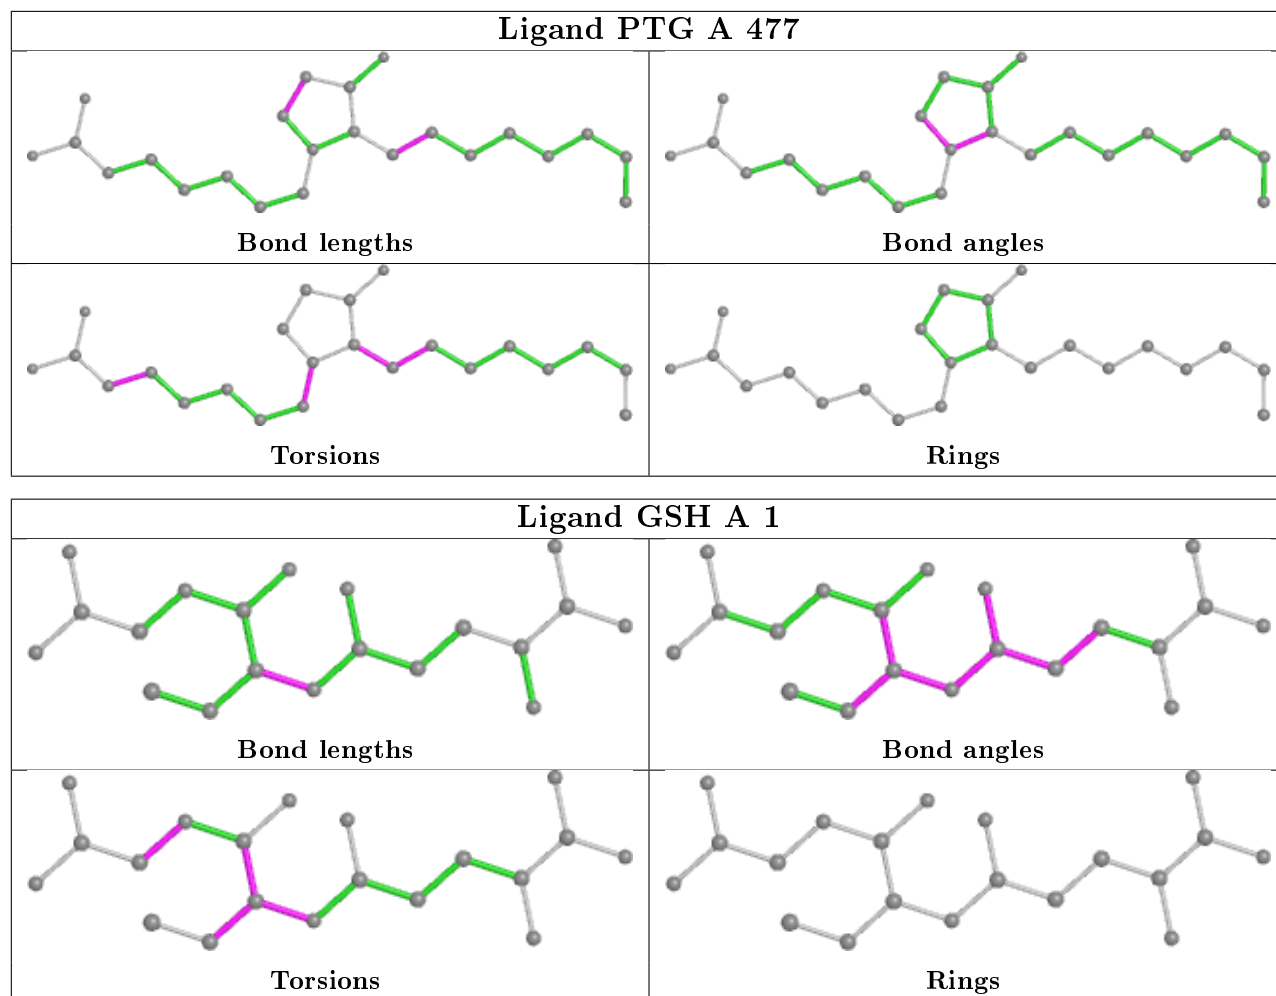 Ligand PTG A 477
Bond lengths
Bond angles
Torsions
Rings
Ligand GSH A 1
Bond lengths
Bond angles
Torsions
Rings